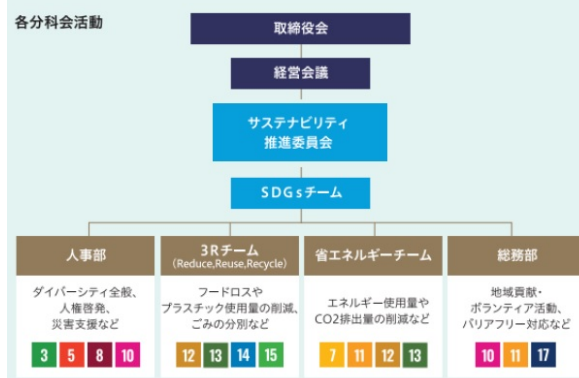 各分科会活動
取締役会
経営会議
サステナビリティ
推進委員会
SDGsチーム
人事部
ダイバーシティ全般、
人権啓発、
災害支援など
3 5 8 10
3Rチーム
(Reduce,Reuse,Recycle)
フードロスや
プラスチック使用量の削減、
ごみの分別など
12 13 14 15
省エネルギーチーム
エネルギー使用量や
CO2排出量の削減など
7 11 12 13
総務部
地域貢献・
ボランティア活動、
バリアフリー対応など
10 11 17